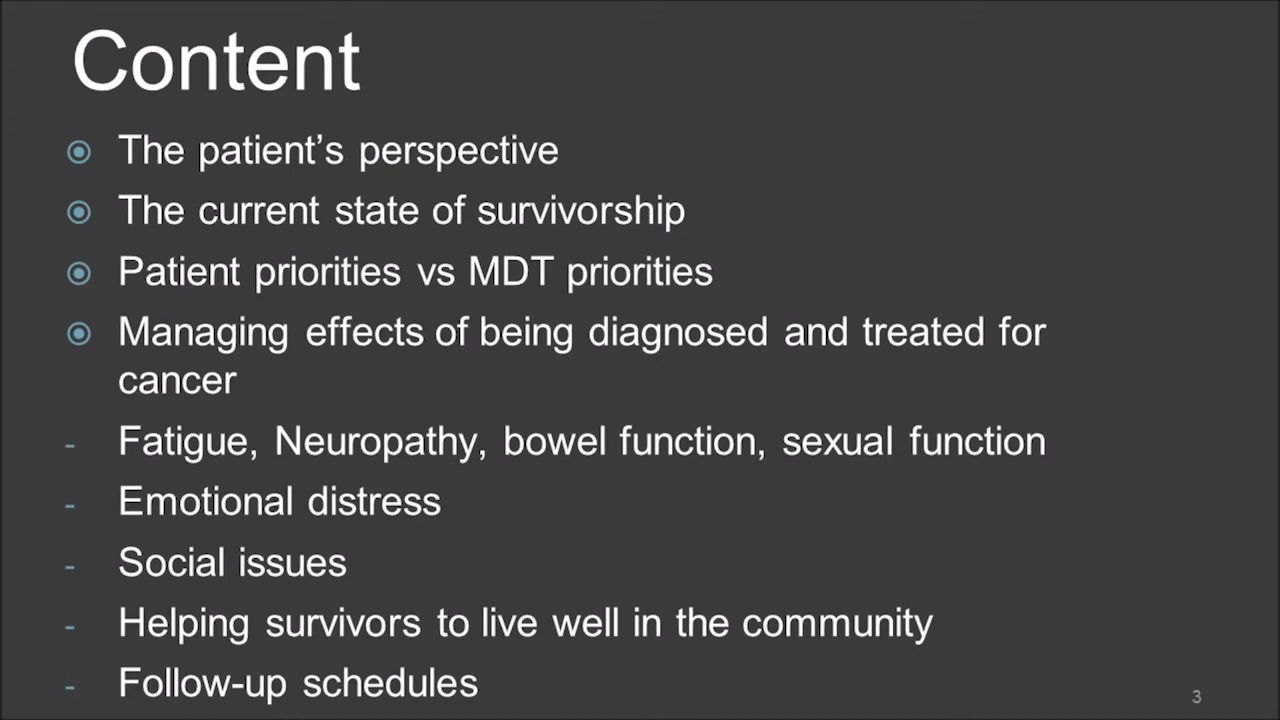 Content
The patient’s perspective
The current state of survivorship
Patient priorities vs MDT priorities
Managing effects of being diagnosed and treated for
cancer
- Fatigue, Neuropathy, bowel function, sexual function
- Emotional distress
- Social issues
- Helping survivors to live well in the community
- Follow-up schedules
3